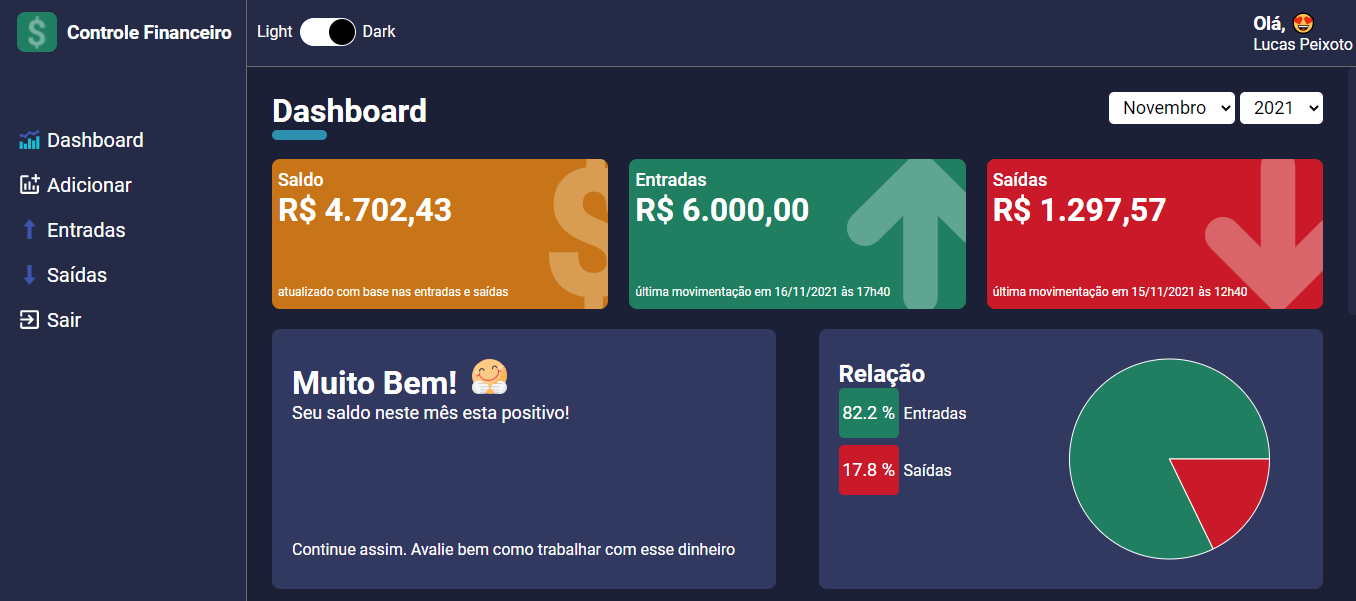 Controle Financeiro
Light Dark
Olá, 😍
Lucas Peixoto
Dashboard
Adicionar
Entradas
Saídas
Sair
Dashboard
Novembro 2021
Saldo
R$ 4.702,43
atualizado com base nas entradas e saídas
Entradas
R$ 6.000,00
última movimentação em 16/11/2021 às 17h40
Saídas
R$ 1.297,57
última movimentação em 15/11/2021 às 12h40
Muito Bem!
Seu saldo neste mês esta positivo!
Continue assim. Avalie bem como trabalhar com esse dinheiro
Relação
82.2 % Entradas
17.8 % Saídas